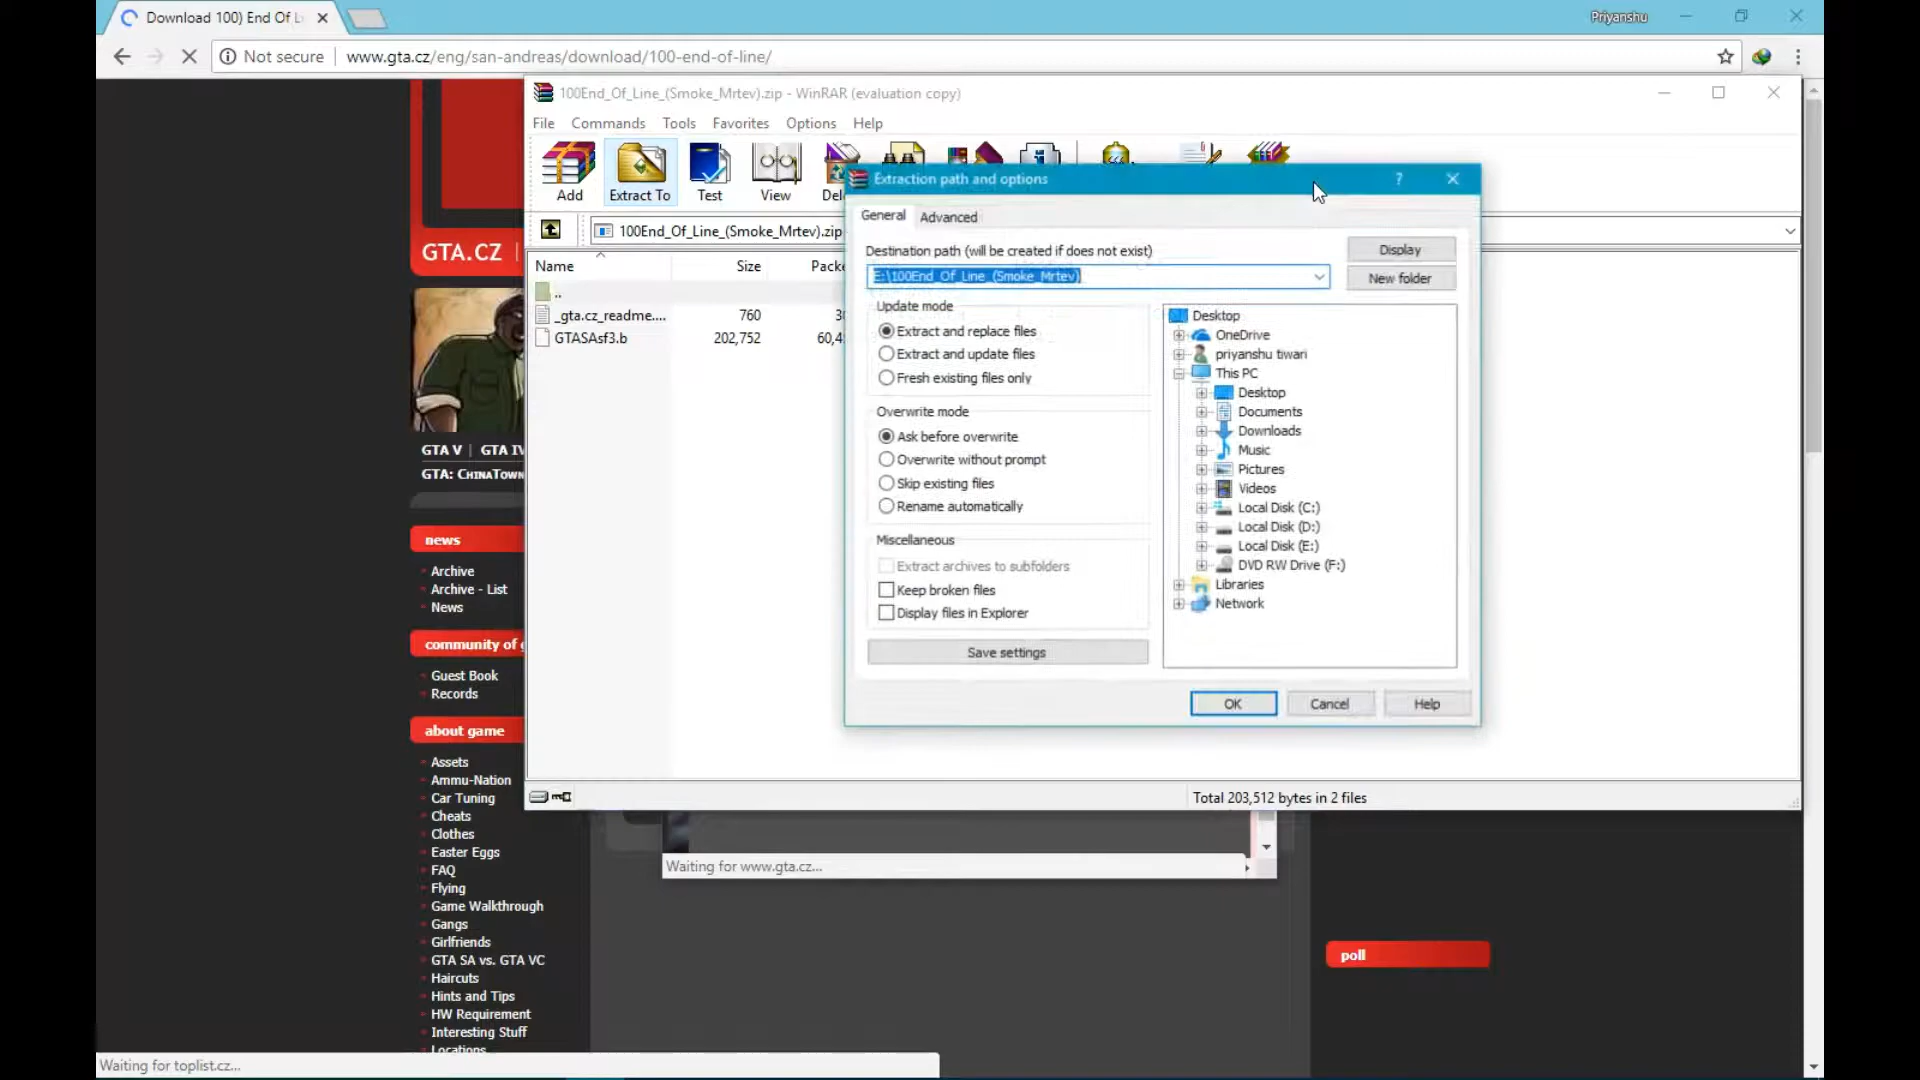 Download 100) End Of L
Priyanshu
Not secure
www.gta.cz/eng/san-andreas/download/100-end-of-line/
100End_Of_Line_(Smoke_Mrtev).zip - WinRAR (evaluation copy)
File Commands Tools Favorites Options Help
Add Extract To Test View Del
100End_Of_Line_(Smoke_Mrtev).zip
Name Size Packe
..
_gta.cz_readme.... 760
GTASAsf3.b 202,752 60,4
Total 203,512 bytes in 2 files
Extraction path and options
General Advanced
Destination path (will be created if does not exist)
E:\100End_Of_Line_(Smoke_Mrtev)
Display
New folder
Update mode
Extract and replace files
Extract and update files
Fresh existing files only
Overwrite mode
Ask before overwrite
Overwrite without prompt
Skip existing files
Rename automatically
Miscellaneous
Extract archives to subfolders
Keep broken files
Display files in Explorer
Save settings
Desktop
OneDrive
priyanshu tiwari
This PC
Desktop
Documents
Downloads
Music
Pictures
Videos
Local Disk (C:)
Local Disk (D:)
Local Disk (E:)
DVD RW Drive (F:)
Libraries
Network
OK Cancel Help
GTA.CZ |
GTA V | GTA IV
GTA: ChinaTown
news
Archive
Archive - List
News
community of g
Guest Book
Records
about game
Assets
Ammu-Nation
Car Tuning
Cheats
Clothes
Easter Eggs
FAQ
Flying
Game Walkthrough
Gangs
Girlfriends
GTA SA vs. GTA VC
Haircuts
Hints and Tips
HW Requirement
Interesting Stuff
Locations
Waiting for www.gta.cz...
poll
Waiting for toplist.cz...